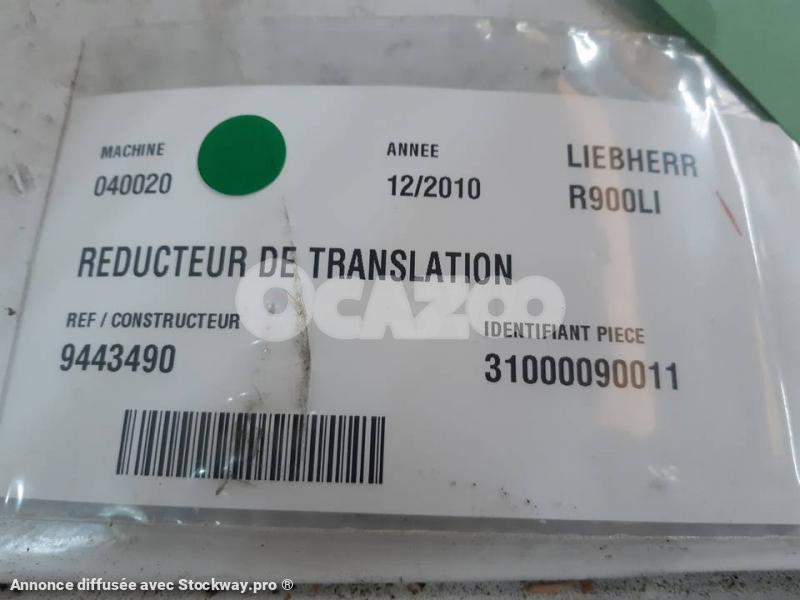 MACHINE
040020
ANNEE
12/2010
LIEBHERR
R900LI
REDUCTEUR DE TRANSLATION
OCAZOO
REF / CONSTRUCTEUR
9443490
IDENTIFIANT PIECE
31000090011
Annonce diffusée avec Stockway.pro ®